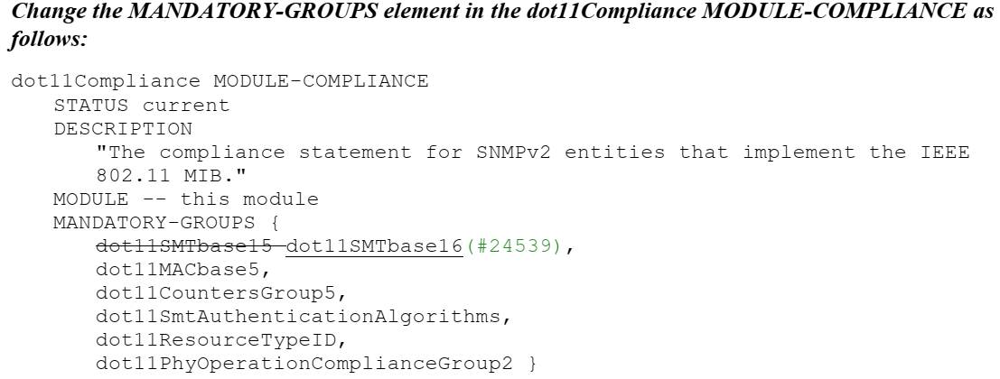 Change the MANDATORY-GROUPS element in the dot11Compliance MODULE-COMPLIANCE as
follows:
dot11Compliance MODULE-COMPLIANCE
STATUS current
DESCRIPTION
"The compliance statement for SNMPv2 entities that implement the IEEE
802.11 MIB."
MODULE -- this module
MANDATORY-GROUPS {
dot11SMTbase15 dot11SMTbase16(#24539),
dot11MACbase5,
dot11CountersGroup5,
dot11SmtAuthenticationAlgorithms,
dot11ResourceTypeID,
dot11PhyOperationComplianceGroup2 }